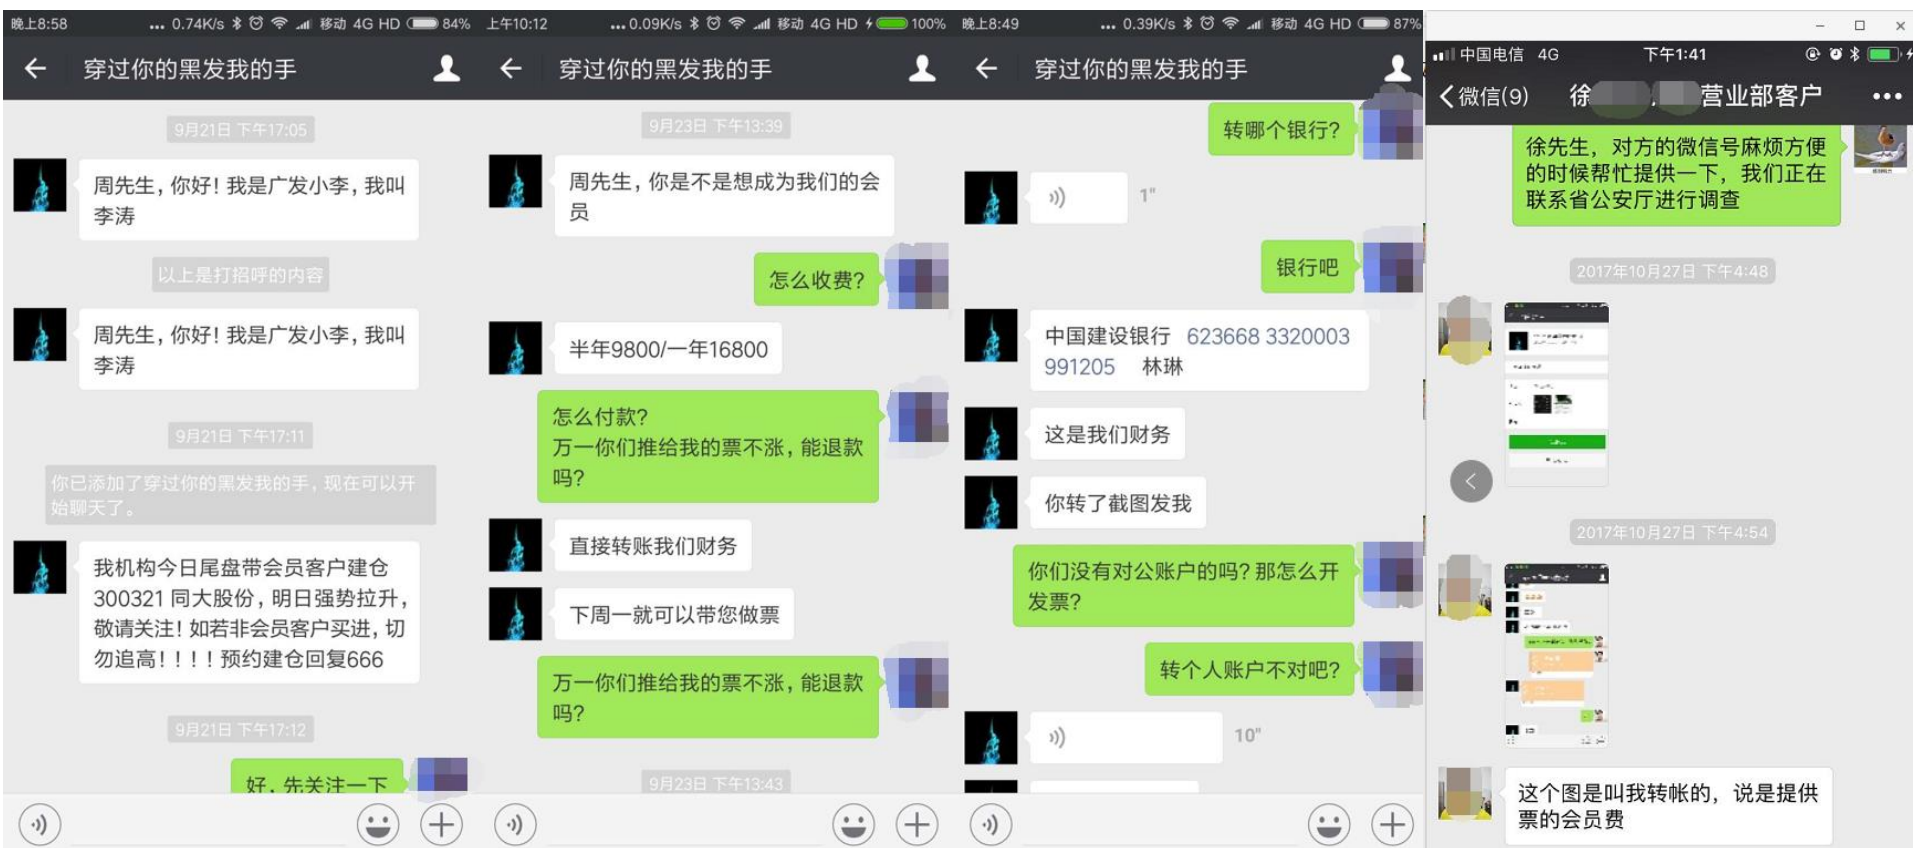 晚上8:58
... 0.74K/s 移动 4G HD 84%
穿过你的黑发我的手
9月21日 下午17:05
周先生，你好！我是广发小李，我叫
李涛
以上是打招呼的内容
周先生，你好！我是广发小李，我叫
李涛
9月21日 下午17:11
你已添加了穿过你的黑发我的手，现在可以开
始聊天了。
我机构今日尾盘带会员客户建仓
300321 同大股份，明日强势拉升，
敬请关注！如若非会员客户买进，切
勿追高！！！！预约建仓回复666
9月21日 下午17:12
好，先关注一下
上午10:12
... 0.09K/s 移动 4G HD 100%
穿过你的黑发我的手
9月23日 下午13:39
周先生，你是不是想成为我们的会
员
怎么收费？
半年9800/一年16800
怎么付款？
万一你们推给我的票不涨，能退款
吗？
直接转账我们财务
下周一就可以带您做票
万一你们推给我的票不涨，能退款
吗？
9月23日 下午13:43
晚上8:49
... 0.39K/s 移动 4G HD 87%
穿过你的黑发我的手
转哪个银行？
1"
银行吧
中国建设银行 623668 3320003
991205 林琳
这是我们财务
你转了截图发我
你们没有对公账户的吗？那怎么开
发票？
转个人账户不对吧？
10"
中国电信 4G 下午1:41
微信(9) 徐 营业部客户
徐先生，对方的微信号麻烦方便
的时候帮忙提供一下，我们正在
联系省公安厅进行调查
2017年10月27日 下午4:48
2017年10月27日 下午4:54
这个图是叫我转帐的，说是提供
票的会员费